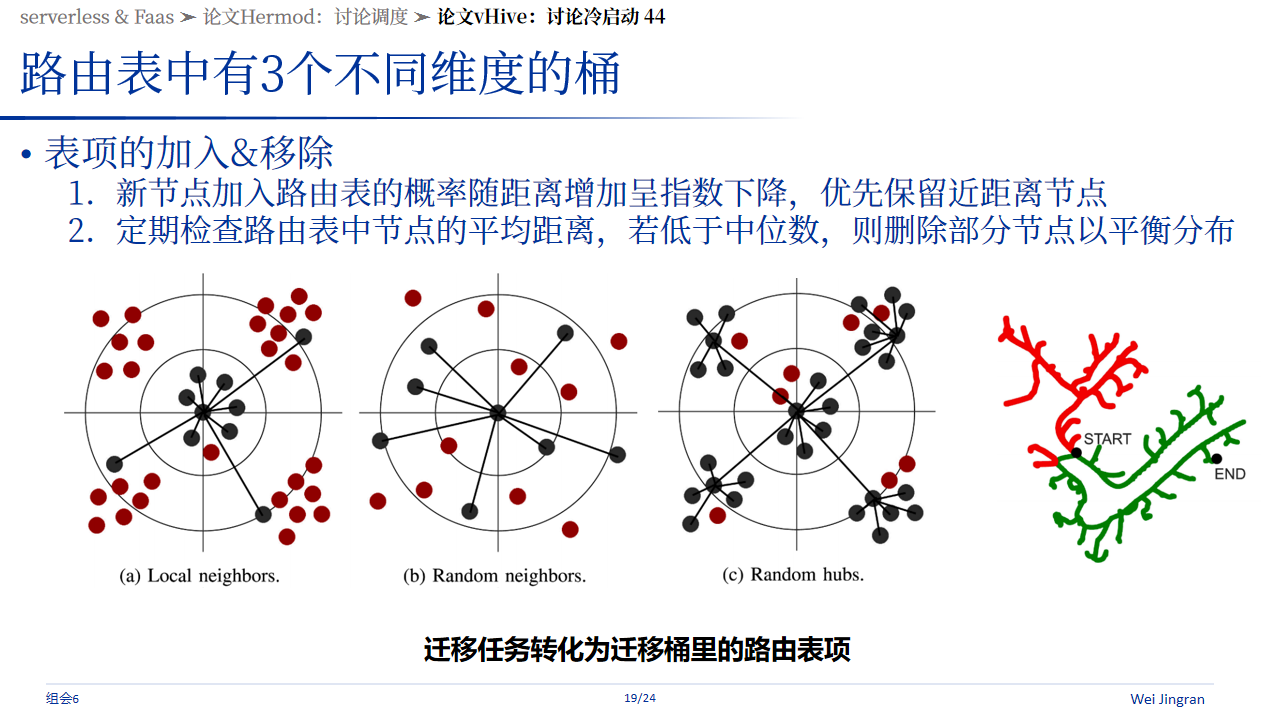 serverless & Faas ➤ 论文Hermod：讨论调度 ➤ 论文vHive：讨论冷启动 44
路由表中有3个不同维度的桶
• 表项的加入&移除
1. 新节点加入路由表的概率随距离增加呈指数下降，优先保留近距离节点
2. 定期检查路由表中节点的平均距离，若低于中位数，则删除部分节点以平衡分布
START
END
(a) Local neighbors.
(b) Random neighbors.
(c) Random hubs.
迁移任务转化为迁移桶里的路由表项
组会6
19/24
Wei Jingran